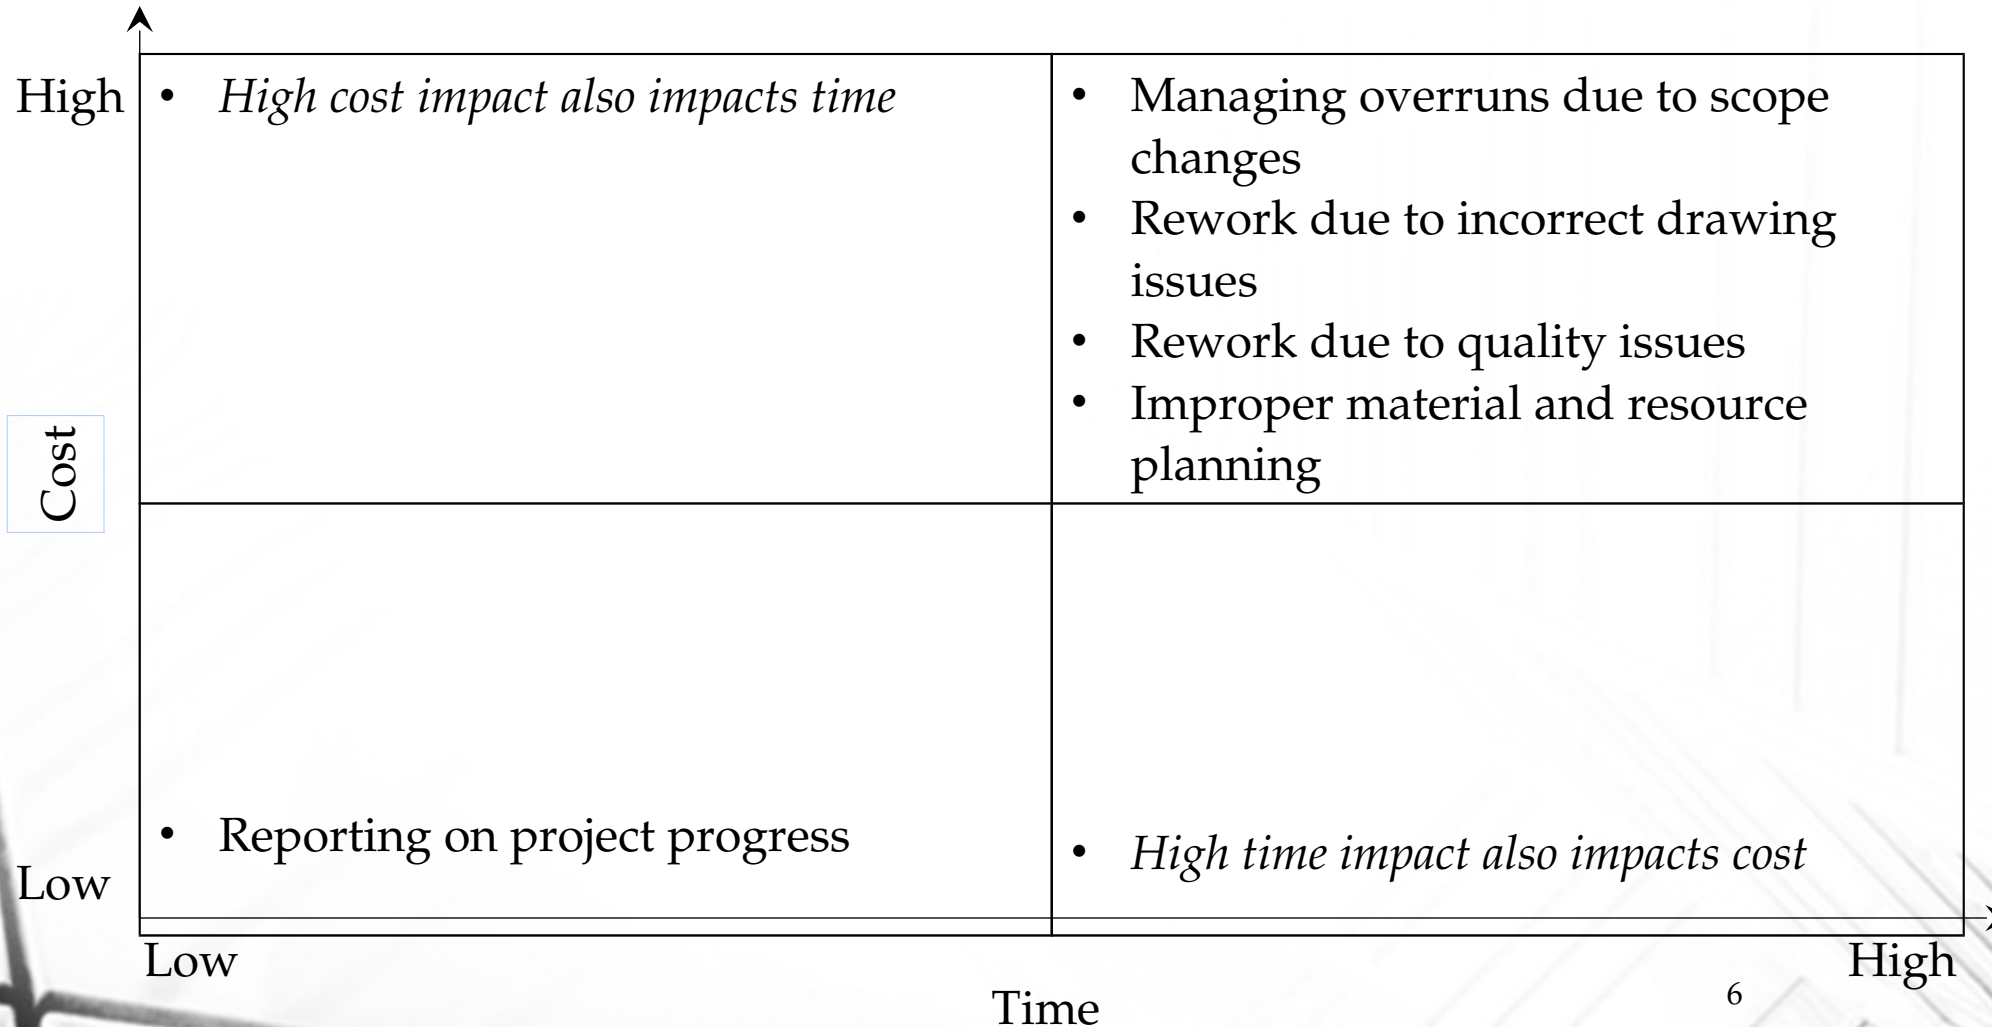 High
• High cost impact also impacts time
• Managing overruns due to scope
changes
• Rework due to incorrect drawing
issues
• Rework due to quality issues
• Improper material and resource
planning
Cost
• Reporting on project progress
• High time impact also impacts cost
Low
Low
High
Time
6